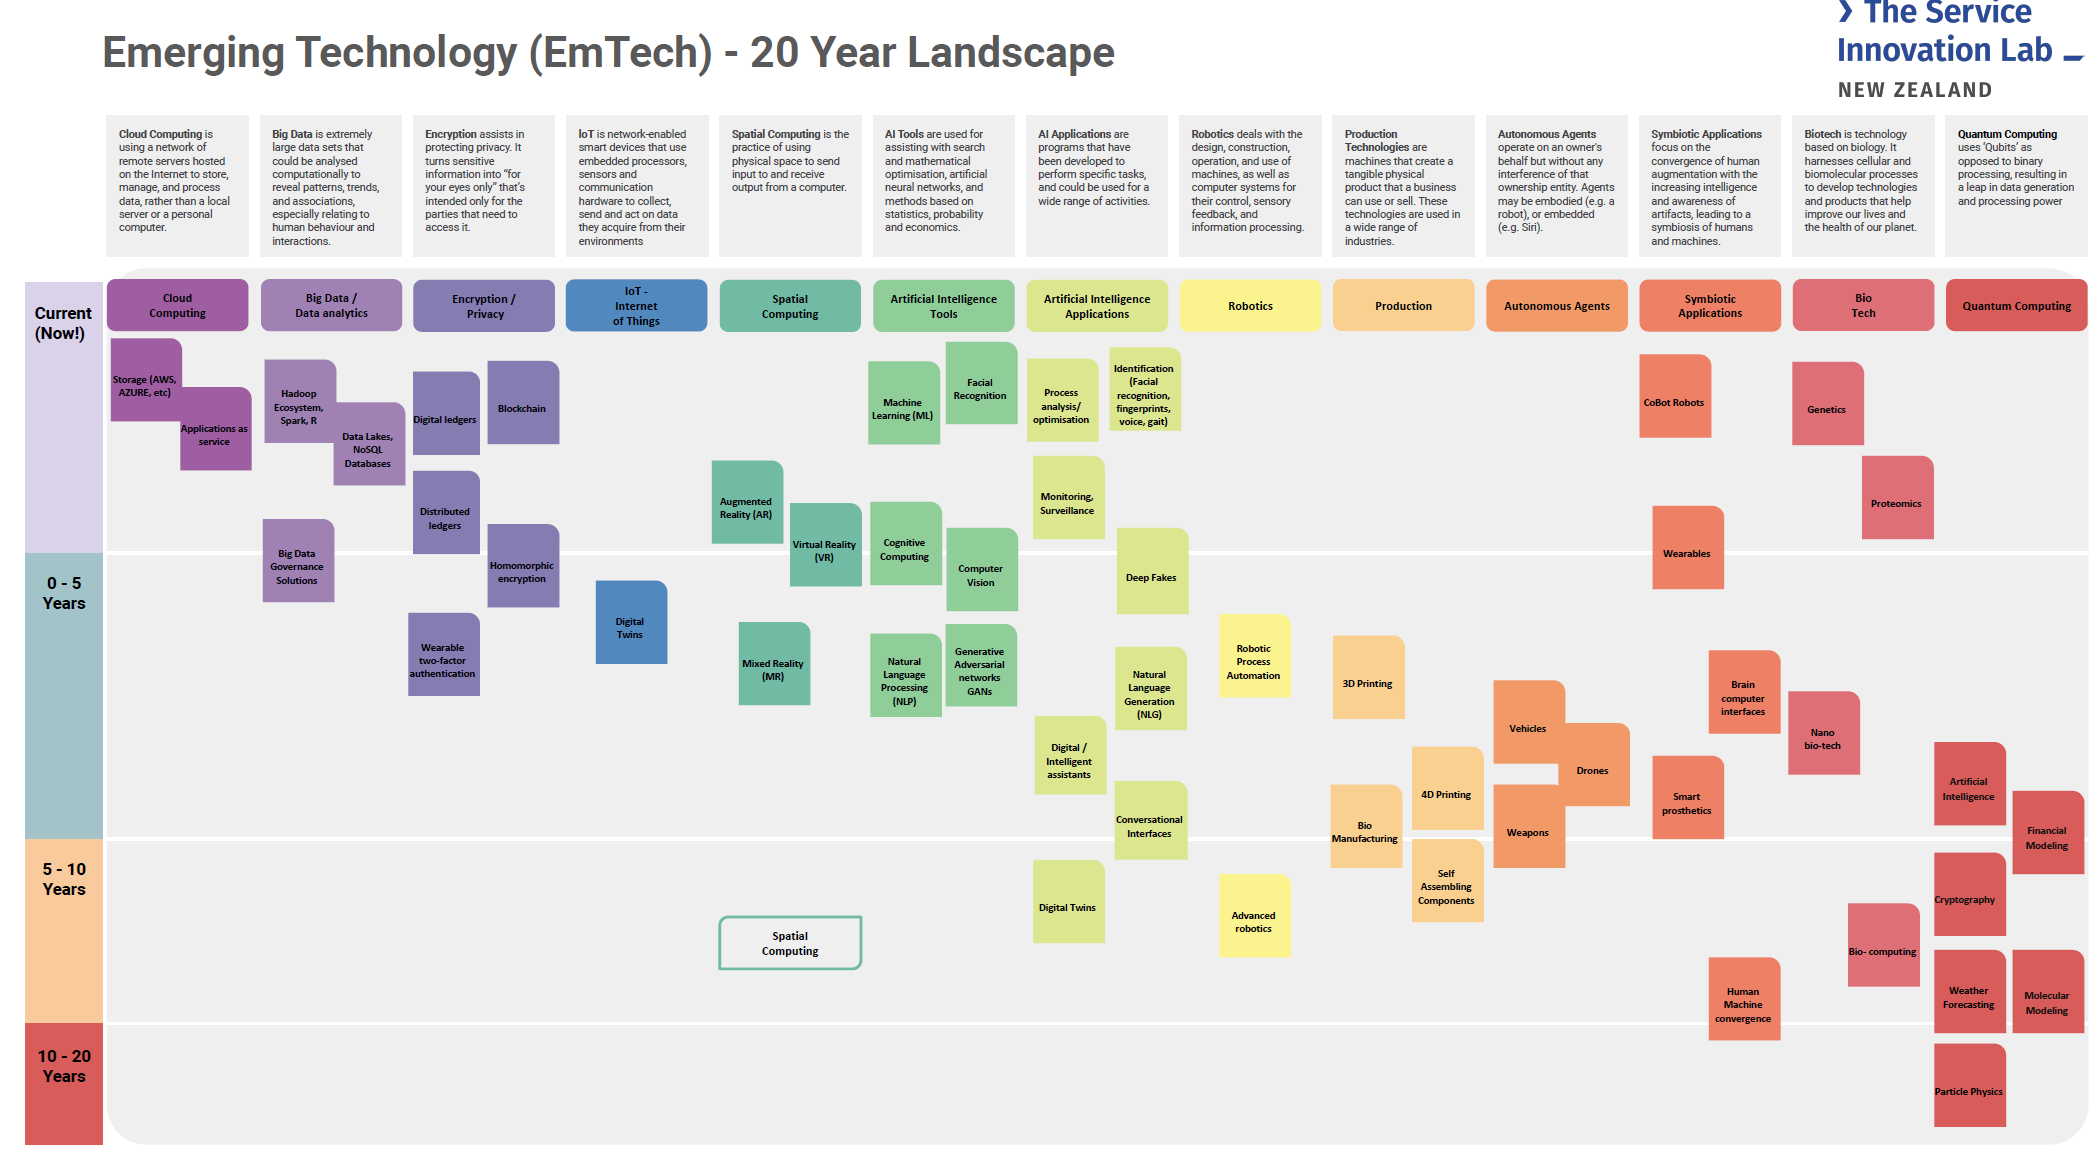 Emerging Technology (EmTech) - 20 Year Landscape
❯ The Service
Innovation Lab _
NEW ZEALAND
Cloud Computing is
using a network of
remote servers hosted
on the Internet to store,
manage, and process
data, rather than a local
server or a personal
computer.
Big Data is extremely
large data sets that
could be analysed
computationally to
reveal patterns, trends,
and associations,
especially relating to
human behaviour and
interactions.
Encryption assists in
protecting privacy. It
turns sensitive
information into “for
your eyes only” that’s
intended only for the
parties that need to
access it.
IoT is network-enabled
smart devices that use
embedded processors,
sensors and
communication
hardware to collect,
send and act on data
they acquire from their
environments
Spatial Computing is the
practice of using
physical space to send
input to and receive
output from a computer.
AI Tools are used for
assisting with search
and mathematical
optimisation, artificial
neural networks, and
methods based on
statistics, probability
and economics.
AI Applications are
programs that have
been developed to
perform specific tasks,
and could be used for a
wide range of activities.
Robotics deals with the
design, construction,
operation, and use of
machines, as well as
computer systems for
their control, sensory
feedback, and
information processing.
Production
Technologies are
machines that create a
tangible physical
product that a business
can use or sell. These
technologies are used in
a wide range of
industries.
Autonomous Agents
operate on an owner's
behalf but without any
interference of that
ownership entity. Agents
may be embodied (e.g. a
robot), or embedded
(e.g. Siri).
Symbiotic Applications
focus on the
convergence of human
augmentation with the
increasing intelligence
and awareness of
artifacts, leading to a
symbiosis of humans
and machines.
Biotech is technology
based on biology. It
harnesses cellular and
biomolecular processes
to develop technologies
and products that help
improve our lives and
the health of our planet.
Quantum Computing
uses ‘Qubits’ as
opposed to binary
processing, resulting in
a leap in data generation
and processing power
Current
(Now!)
Cloud
Computing
Big Data /
Data analytics
Encryption /
Privacy
IoT -
Internet
of Things
Spatial
Computing
Artificial Intelligence
Tools
Artificial Intelligence
Applications
Robotics
Production
Autonomous Agents
Symbiotic
Applications
Bio
Tech
Quantum Computing
Storage (AWS,
AZURE, etc)
Applications as
service
Hadoop
Ecosystem,
Spark, R
Data Lakes,
NoSQL
Databases
Big Data
Governance
Solutions
Digital ledgers
Blockchain
Distributed
ledgers
Homomorphic
encryption
Augmented
Reality (AR)
Virtual Reality
(VR)
Machine
Learning (ML)
Facial
Recognition
Cognitive
Computing
Computer
Vision
Process
analysis/
optimisation
Identification
(Facial
recognition,
fingerprints,
voice, gait)
Monitoring,
Surveillance
Deep Fakes
CoBot Robots
Wearables
Genetics
Proteomics
0 - 5
Years
Wearable
two-factor
authentication
Digital
Twins
Mixed Reality
(MR)
Natural
Language
Processing
(NLP)
Generative
Adversarial
networks
GANs
Natural
Language
Generation
(NLG)
Digital /
Intelligent
assistants
Conversational
Interfaces
Robotic
Process
Automation
3D Printing
4D Printing
Bio
Manufacturing
Vehicles
Drones
Weapons
Brain
computer
interfaces
Smart
prosthetics
Nano
bio-tech
Artificial
Intelligence
Financial
Modeling
5 - 10
Years
Spatial
Computing
Digital Twins
Advanced
robotics
Self
Assembling
Components
Human
Machine
convergence
Bio- computing
Cryptography
Weather
Forecasting
Molecular
Modeling
10 - 20
Years
Particle Physics